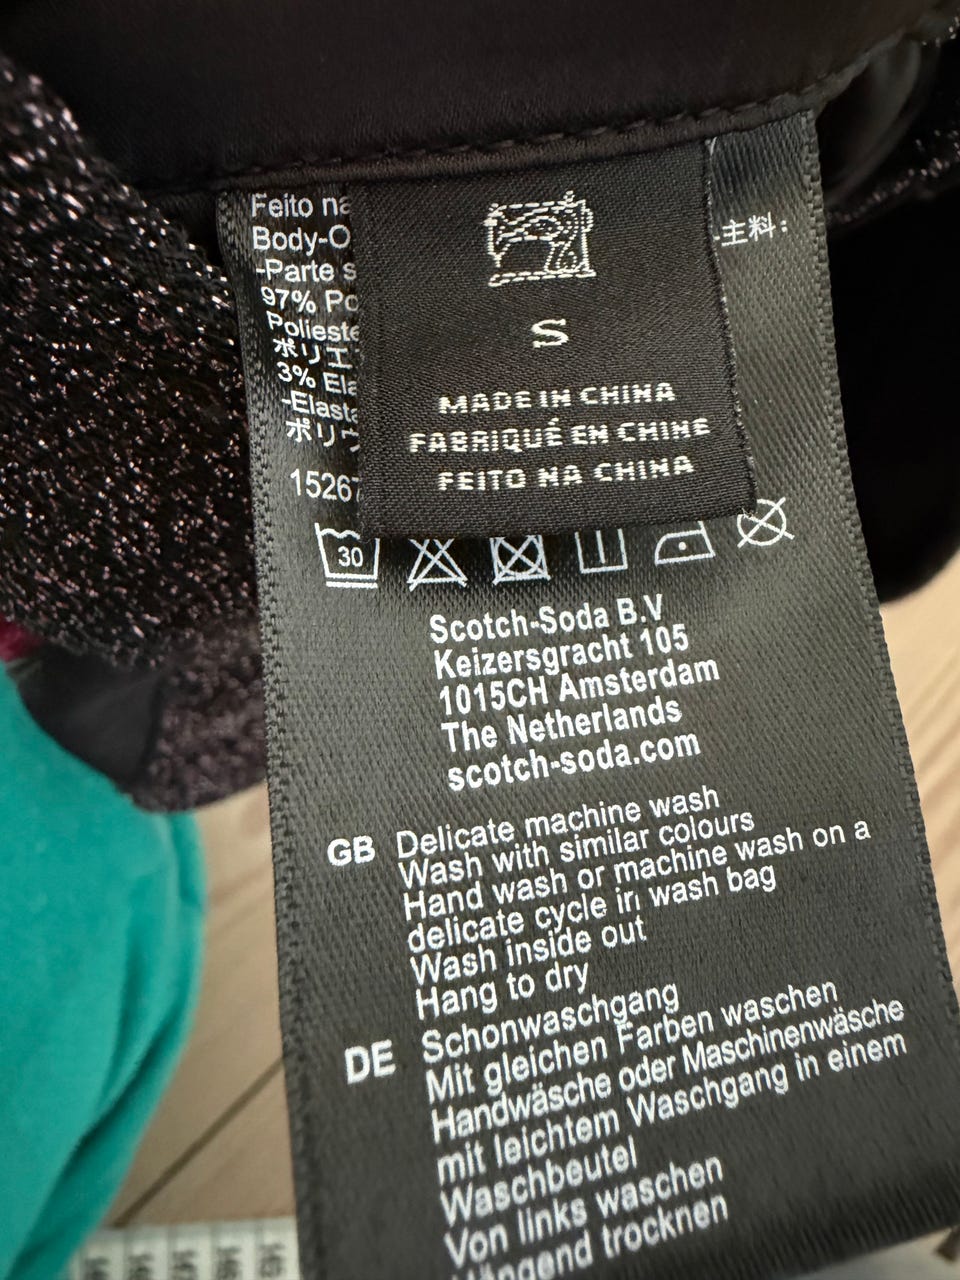 Feito na
Body-O
-Parte s
97% Po
Polieste
ポリエ
3% Ela
-Elasta
ポリウ
15267
-主料:
S
MADE IN CHINA
FABRIQUÉ EN CHINE
FEITO NA CHINA
30
Scotch-Soda B.V
Keizersgracht 105
1015CH Amsterdam
The Netherlands
scotch-soda.com
GB Delicate machine wash
Wash with similar colours
Hand wash or machine wash on a
delicate cycle in wash bag
Wash inside out
Hang to dry
DE Schonwaschgang
Mit gleichen Farben waschen
Handwäsche oder Maschinenwäsche
mit leichtem Waschgang in einem
Waschbeutel
Von links waschen
Hängend trocknen